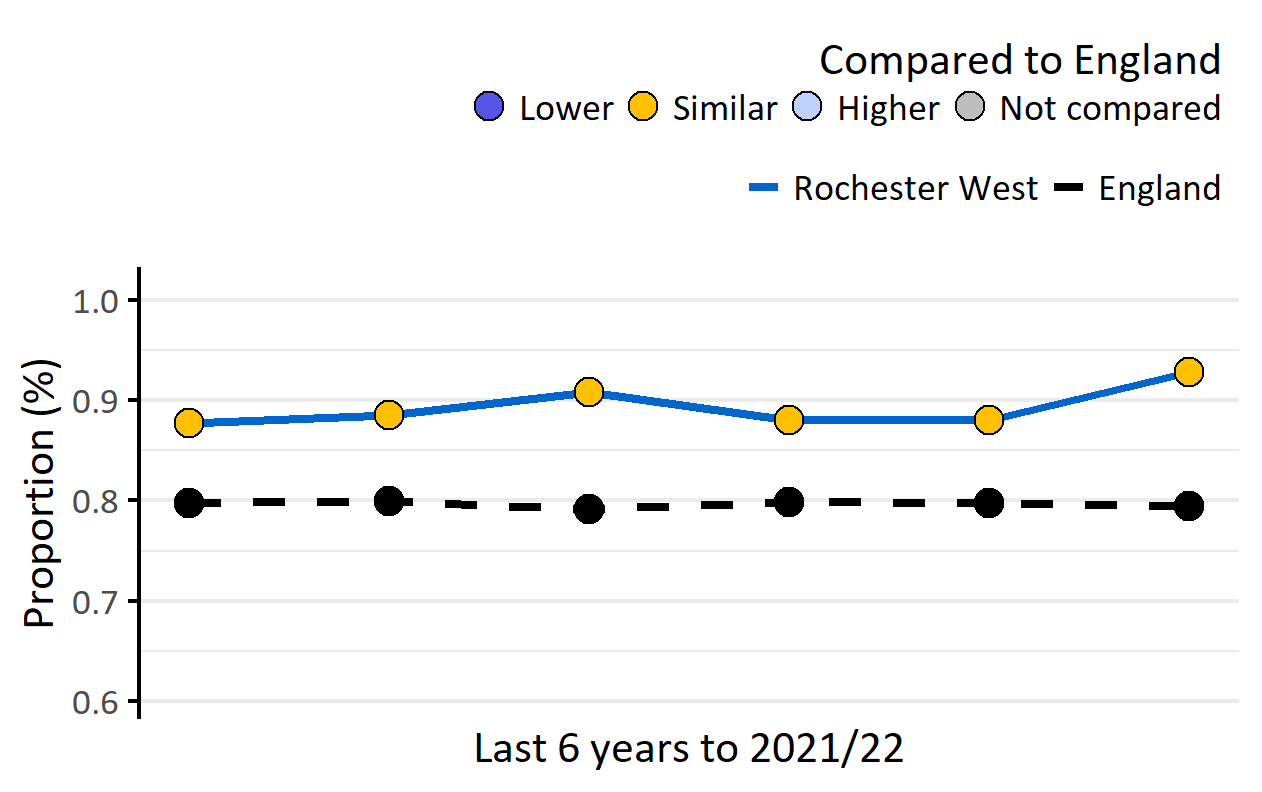 Compared to England
Lower Similar Higher Not compared
Rochester West England
1.0
0.9
0.8
0.7
0.6
Proportion (%)
Last 6 years to 2021/22